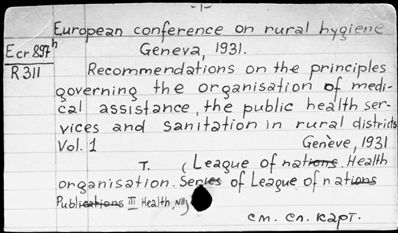 -1-
European conference on rural hygiene
Ecr 897h
Geneva, 1931.
R311
Recommendations on the principles
governing the organisation of medi-
cal assistance, the public health ser-
vices and sanitation in rural districts
Vol. 1 Genève, 1931
T. (League of nations. Health
organisation. Series of League of nations
Publications III Health,
см. сл. карт.